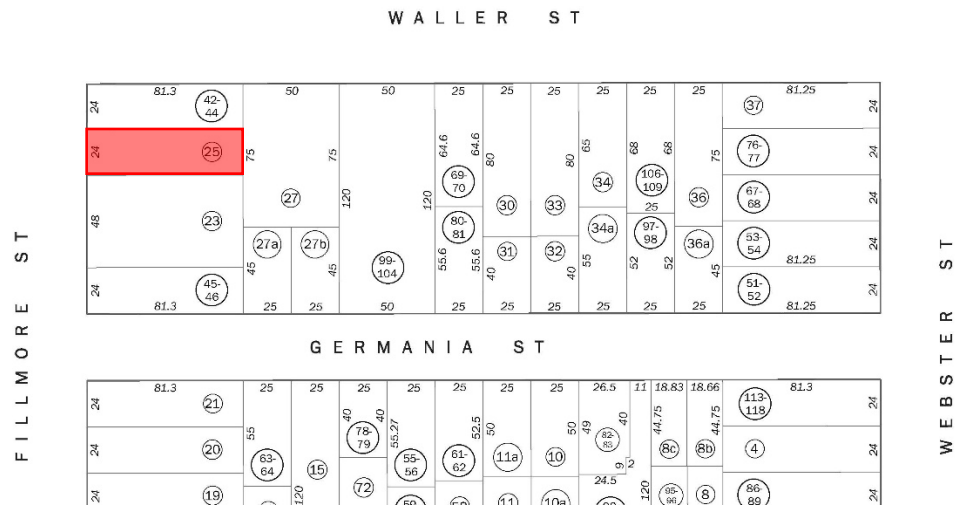 WALLER ST
81.3 50 50 25 25 25 25 25 25 81.25
24 42-44 37 24
24 25 75 75 64.6 64.6 80 80 65 68 68 75 76-77 24
69-70 34 106-109
27 120 120 30 33 25 36 67-68 24
48 23 80-81 34a 97-98
27a 27b 31 32 36a 53-54 24
45 45 99-104 55.6 55.6 40 40 55 52 52 45 81.25
24 45-46 51-52 24
81.3 25 25 50 25 25 25 25 25 25 81.25
FILLMORE ST
WEBSTER ST
GERMANIA ST
81.3 25 25 25 25 25 25 25 26.5 11 18.83 18.66 81.3
24 21 40 40 52.5 50 50 49 40 44.75 44.75 113-118 24
55 78-79 55.27 82-83
24 20 63-64 15 55-56 61-62 11a 10 8c 8b 4 24
9 2
72 24.5
24 19 120 11 10a 120 95-96 8 86-89 24